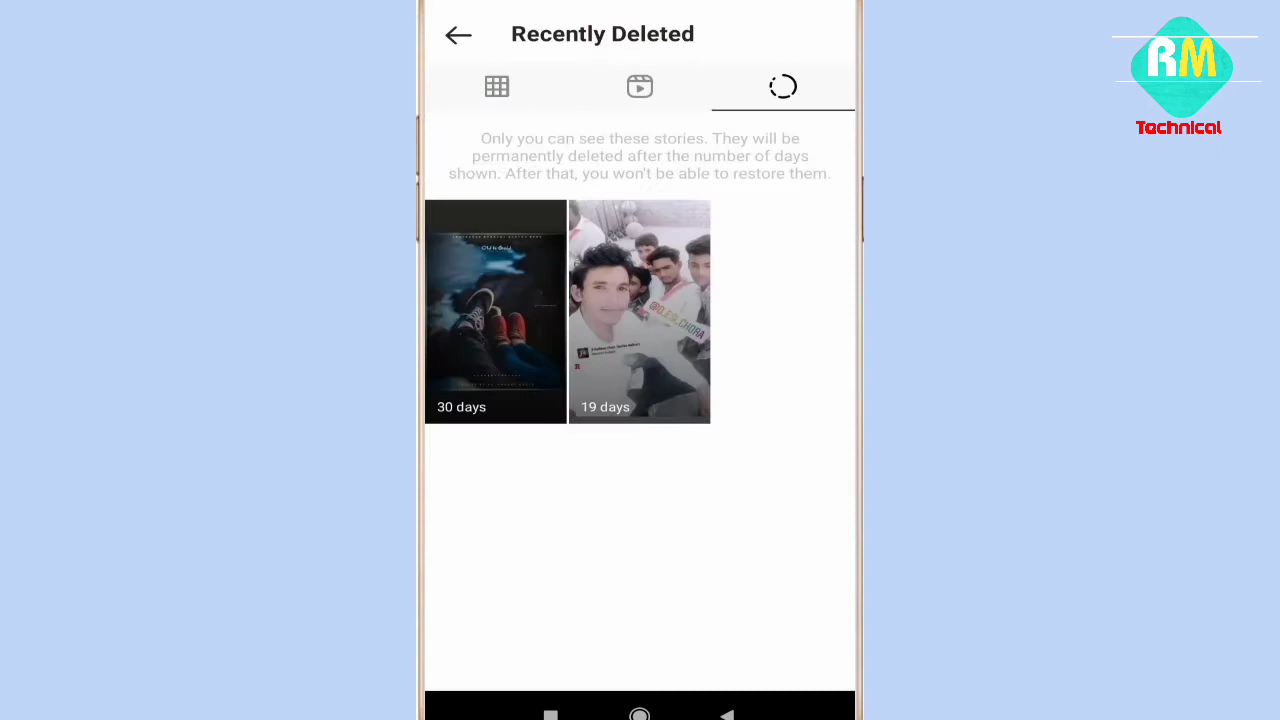 Recently Deleted
RM
Technical
Only you can see these stories. They will be
permanently deleted after the number of days
shown. After that, you won't be able to restore them.
@D.ESI_CHORA
30 days
19 days